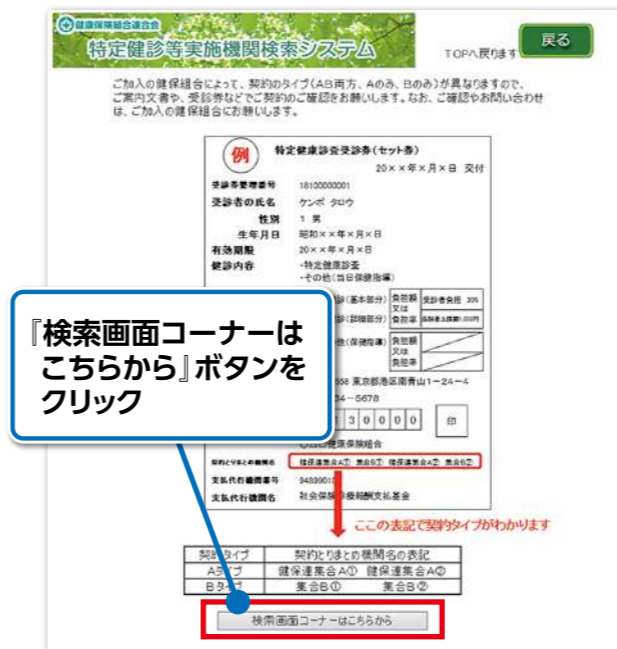 健康保険組合連合会
特定健診等実施機関検索システム
TOPへ戻ります
戻る
ご加入の健保組合によって、契約のタイプ(AB両方、Aのみ、Bのみ)が異なりますので、
ご案内文書や、受診券などでご契約のご確認をお願いします。なお、ご確認やお問い合わせ
は、ご加入の健保組合にお願いします。
例
特定健康診査受診券(セット券)
20××年×月×日 交付
受診券整理番号 18100000001
受診者の氏名 ケンポ タロウ
性別 1 男
生年月日 昭和××年×月×日
有効期限 20××年×月×日
健診内容 ・特定健康診査
・その他(当日保健指導)
『検索画面コーナーは
こちらから』ボタンを
クリック
診(基本部分) 負担額 又は 負担率 受診者負担 30%
診(詳細部分)
他(保健指導) 負担額 又は 負担率
東京都港区南青山1-24-4
34-5678
3 0 0 0 0 印
健康保険組合
契約とりまとめ機関名 健保連集合A① 集合B① 健保連集合A② 集合B②
支払代行機関番号
支払代行機関名 社会保険診療報酬支払基金
ここの表記で契約タイプがわかります
契約タイプ 契約とりまとめ機関名の表記
Aタイプ 健保連集合A① 健保連集合A②
Bタイプ 集合B① 集合B②
検索画面コーナーはこちらから